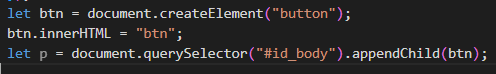 let btn = document.createElement("button");
btn.innerHTML = "btn";
let p = document.querySelector("#id_body").appendChild(btn);